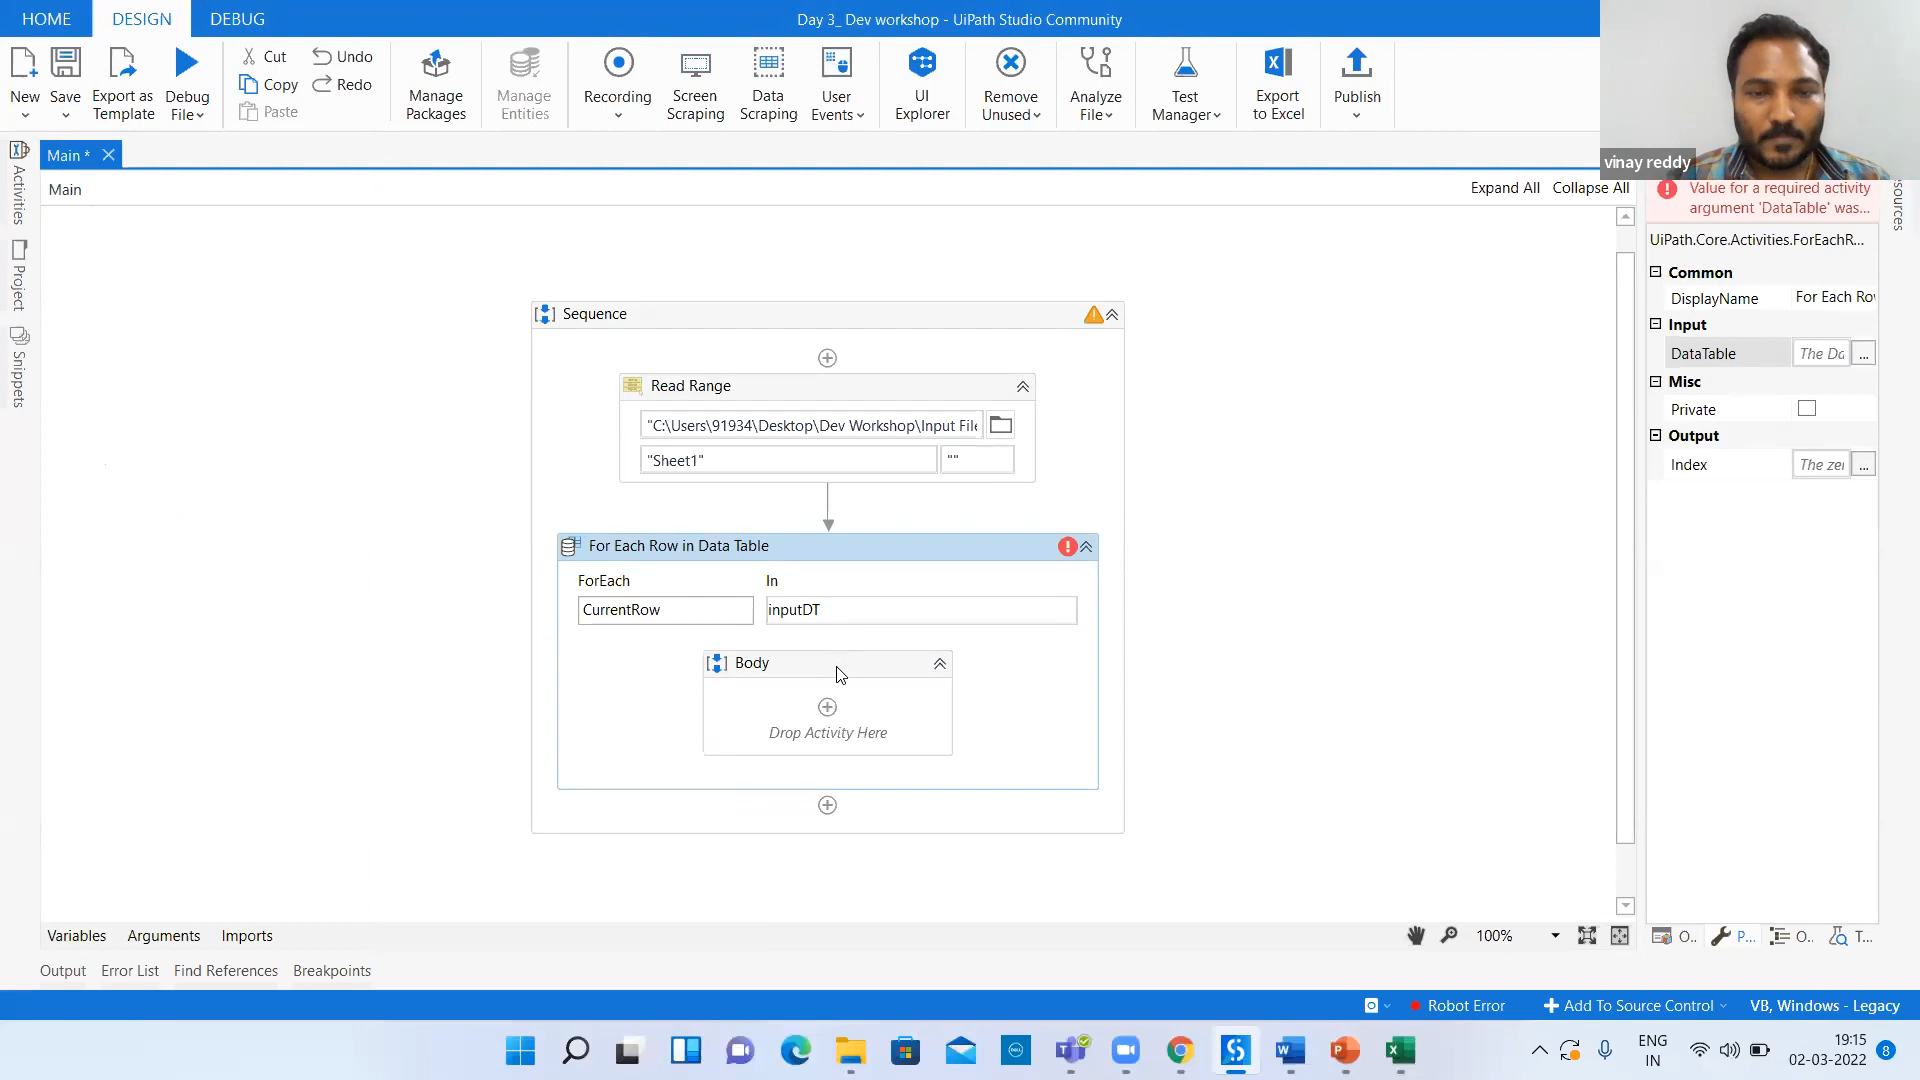 HOME
DESIGN
DEBUG
Day 3_ Dev workshop - UiPath Studio Community
New
Save
Export as
Template
Debug
File
Cut
Copy
Paste
Undo
Redo
Manage
Packages
Manage
Entities
Recording
Screen
Scraping
Data
Scraping
User
Events
UI
Explorer
Remove
Unused
Analyze
File
Test
Manager
Export
to Excel
Publish
vinay reddy
Main *
Main
Expand All
Collapse All
Activities
Project
Snippets
Value for a required activity
argument 'DataTable' was...
UiPath.Core.Activities.ForEachR...
Common
DisplayName
For Each Ro
Input
DataTable
The Da
...
Misc
Private
Output
Index
The ze
...
Sequence
Read Range
"C:\Users\91934\Desktop\Dev Workshop\Input File
"Sheet1"
""
For Each Row in Data Table
ForEach
In
CurrentRow
inputDT
Body
Drop Activity Here
Variables
Arguments
Imports
100%
O..
P...
O..
T...
Output
Error List
Find References
Breakpoints
Robot Error
Add To Source Control
VB, Windows - Legacy
ENG
IN
19:15
02-03-2022
8